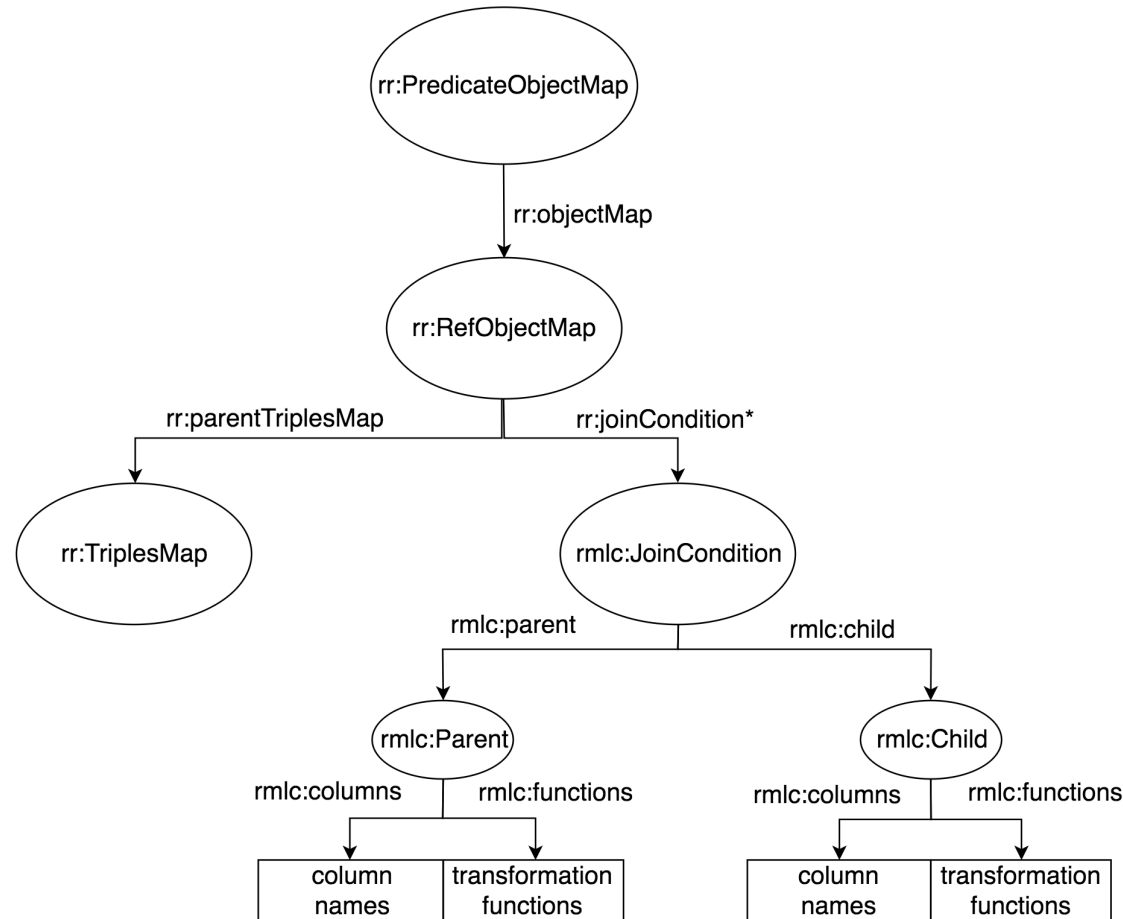 rr:PredicateObjectMap
rr:objectMap
rr:RefObjectMap
rr:parentTriplesMap
rr:joinCondition*
rr:TriplesMap
rmlc:JoinCondition
rmlc:parent
rmlc:child
rmlc:Parent
rmlc:Child
rmlc:columns
rmlc:functions
rmlc:columns
rmlc:functions
column
names
transformation
functions
column
names
transformation
functions